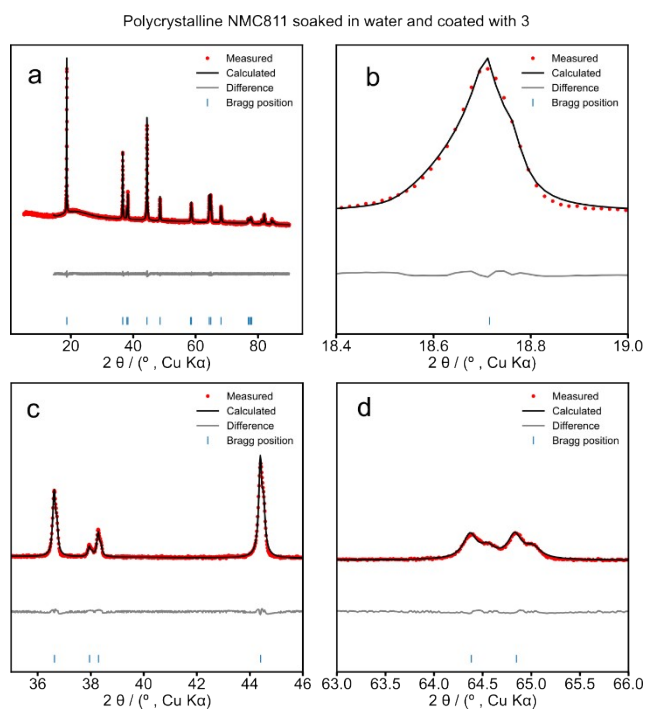 Polycrystalline NMC811 soaked in water and coated with 3
a
Measured
Calculated
Difference
Bragg position
20 40 60 80
2 θ / (º , Cu Kα)
b
Measured
Calculated
Difference
Bragg position
18.4 18.6 18.8 19.0
2 θ / (º , Cu Kα)
c
Measured
Calculated
Difference
Bragg position
36 38 40 42 44 46
2 θ / (º , Cu Kα)
d
Measured
Calculated
Difference
Bragg position
63.0 63.5 64.0 64.5 65.0 65.5 66.0
2 θ / (º , Cu Kα)